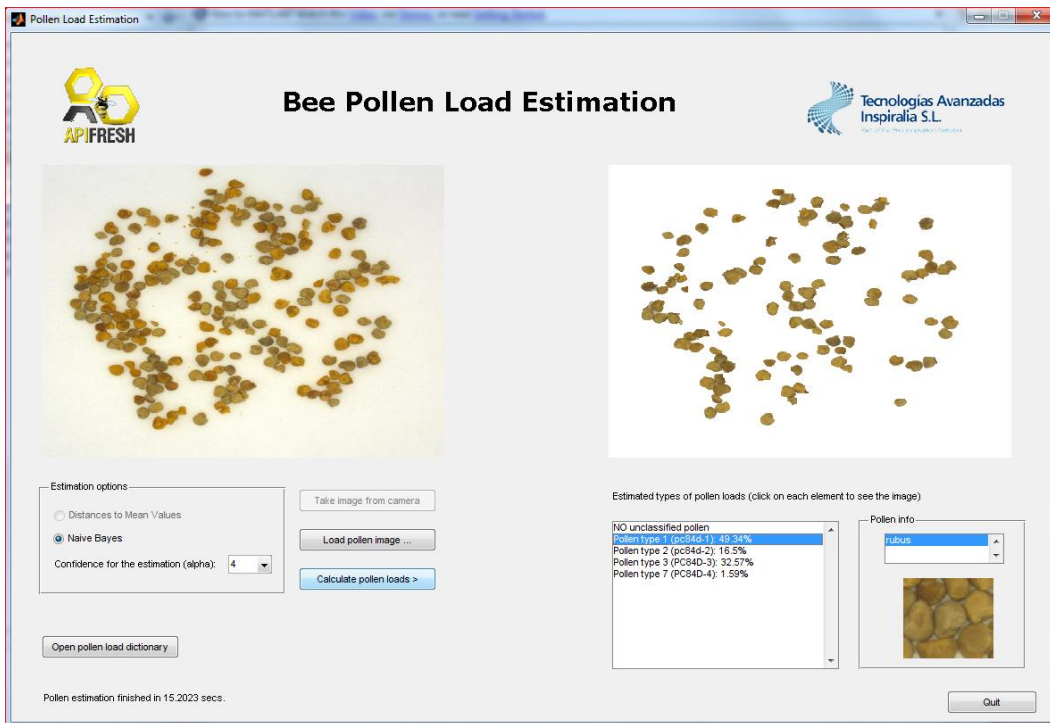 Pollen Load Estimation
Bee Pollen Load Estimation
APIFRESH
Tecnologías Avanzadas
Inspiralia S.L.
Estimation options
Distances to Mean Values
Naive Bayes
Confidence for the estimation (alpha):
4
Take image from camera
Load pollen image ...
Calculate pollen loads >
Open pollen load dictionary
Pollen estimation finished in 15.2023 secs.
Estimated types of pollen loads (click on each element to see the image)
NO unclassified pollen
Pollen type 1 (pc84d-1): 49.34%
Pollen type 2 (pc84d-2): 16.5%
Pollen type 3 (PC84D-3): 32.57%
Pollen type 7 (PC84D-4): 1.59%
Pollen info
rubus
Quit